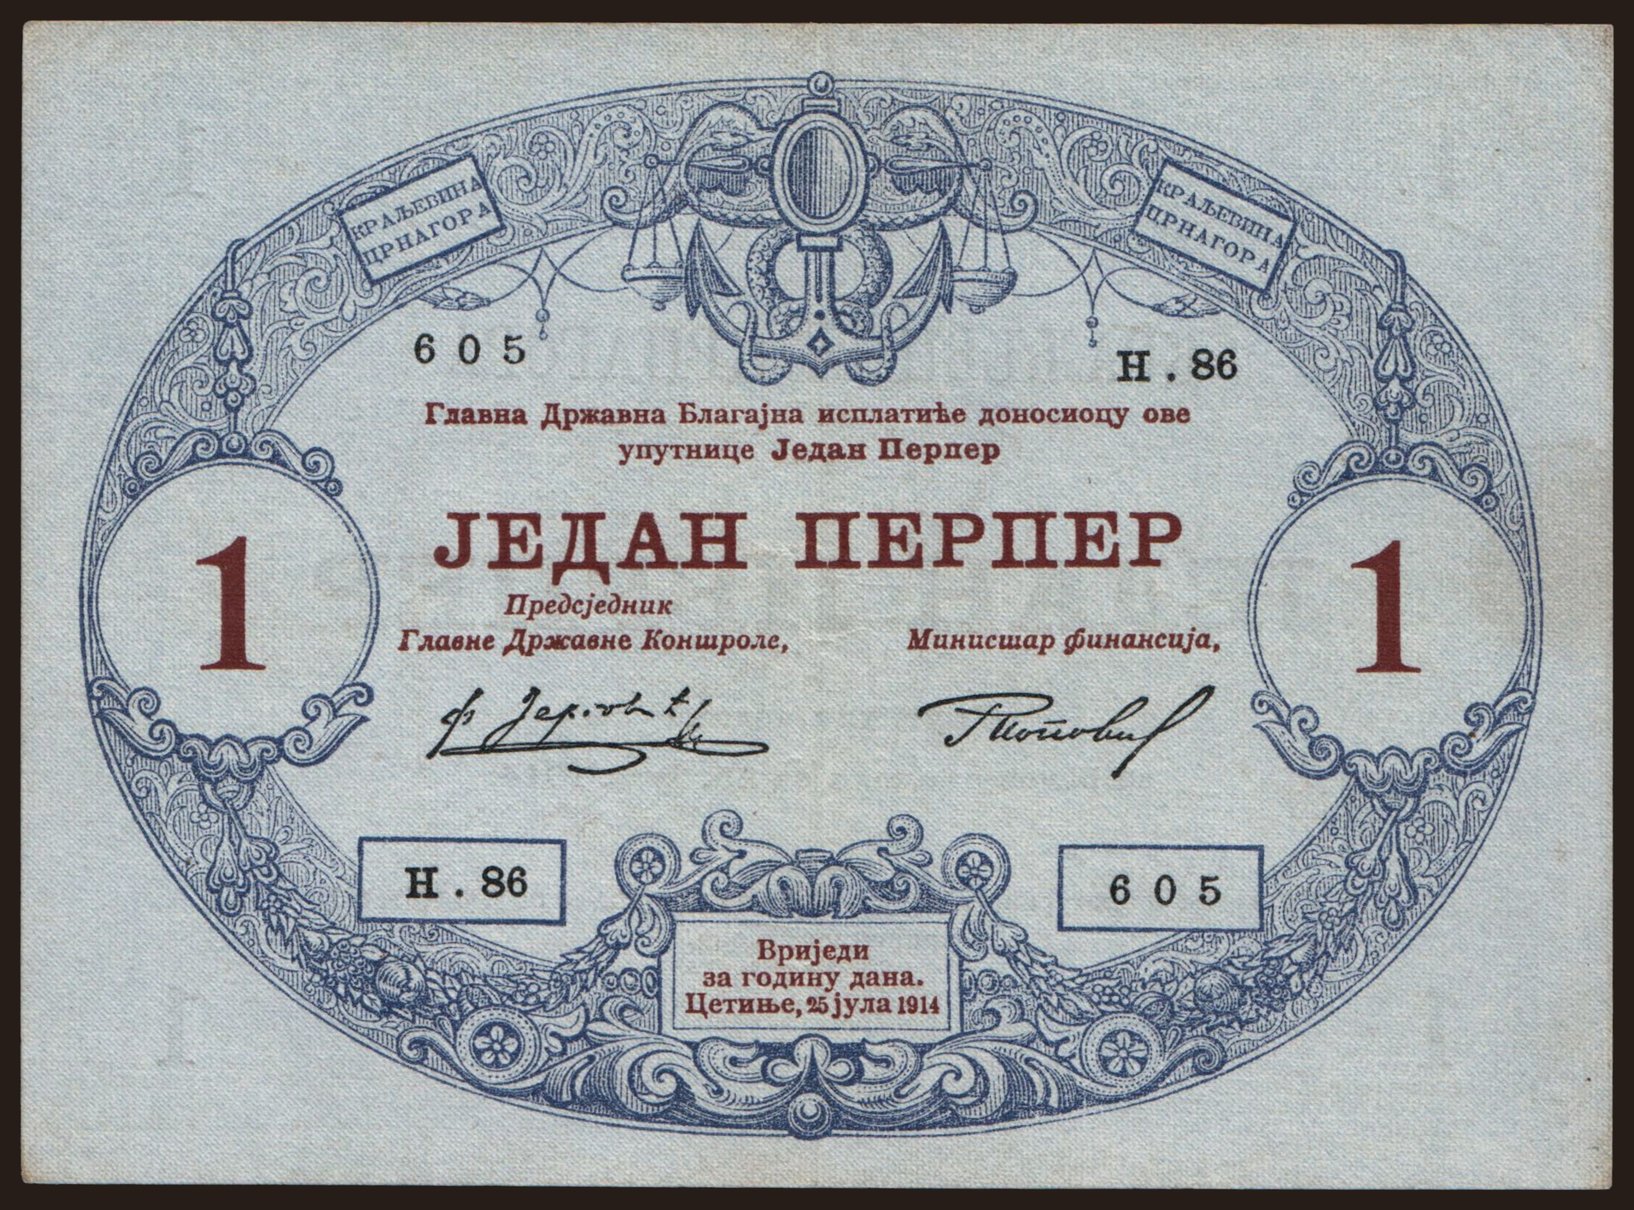 КРАЉЕВИНА
ЦРНАГОРА
КРАЉЕВИНА
ЦРНАГОРА
605
Н.86
Главна Државна Благајна исплатиће доносиоцу ове
упутнице Један Перпер
ЈЕДАН ПЕРПЕР
1
1
Предсједник
Главне Државне Контроле,
Министар финансија,
Н.86
605
Вриједи
за годину дана.
Цетиње, 25 јула 1914